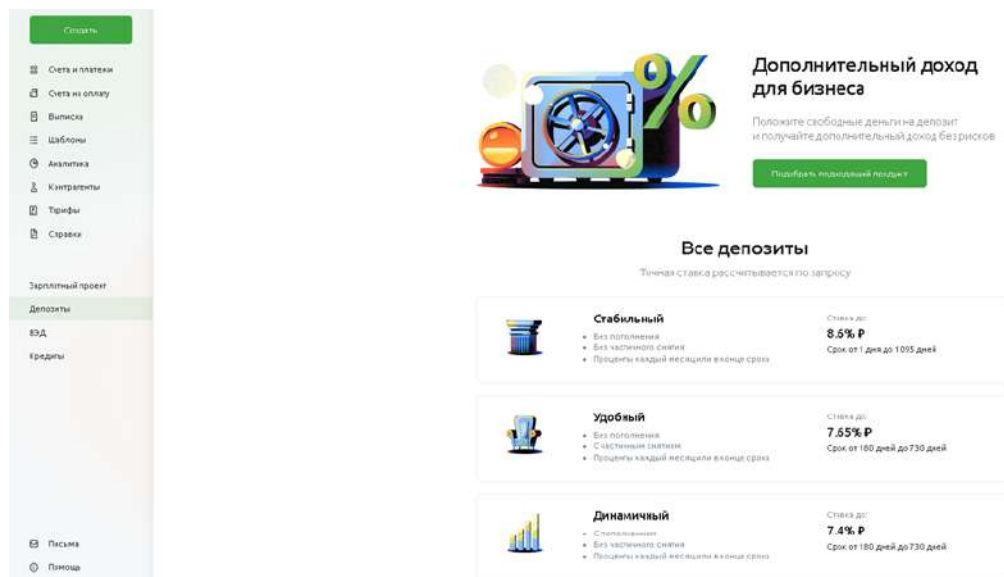 Создать
Счета и платежи
Счета на оплату
Выписка
Шаблоны
Аналитика
Контрагенты
Тарифы
Справки
Зарплатный проект
Депозиты
ВЭД
Кредиты
Письма
Помощь
Дополнительный доход
для бизнеса
Положите свободные деньги на депозит
и получайте дополнительный доход без рисков
Подобрать подходящий продукт
Все депозиты
Точная ставка рассчитывается по запросу
Стабильный
Без пополнения
Без частичного снятия
Проценты каждый месяц или в конце срока
Ставка до:
8.6% ₽
Срок от 1 дня до 1095 дней
Удобный
Без пополнения
С частичным снятием
Проценты каждый месяц или в конце срока
Ставка до:
7.65% ₽
Срок от 180 дней до 730 дней
Динамичный
С пополнением
Без частичного снятия
Проценты каждый месяц или в конце срока
Ставка до:
7.4% ₽
Срок от 180 дней до 730 дней